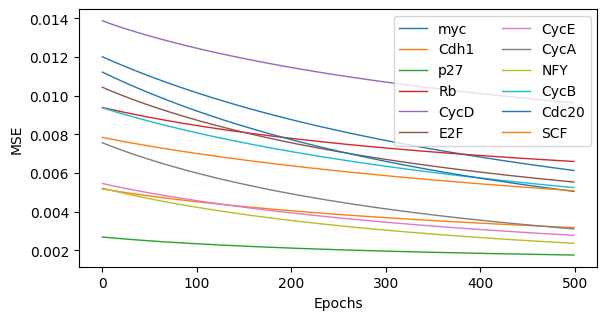 0.014
0.012
0.010
0.008
0.006
0.004
0.002
MSE
0 100 200 300 400 500
Epochs
myc
Cdh1
p27
Rb
CycD
E2F
CycE
CycA
NFY
CycB
Cdc20
SCF